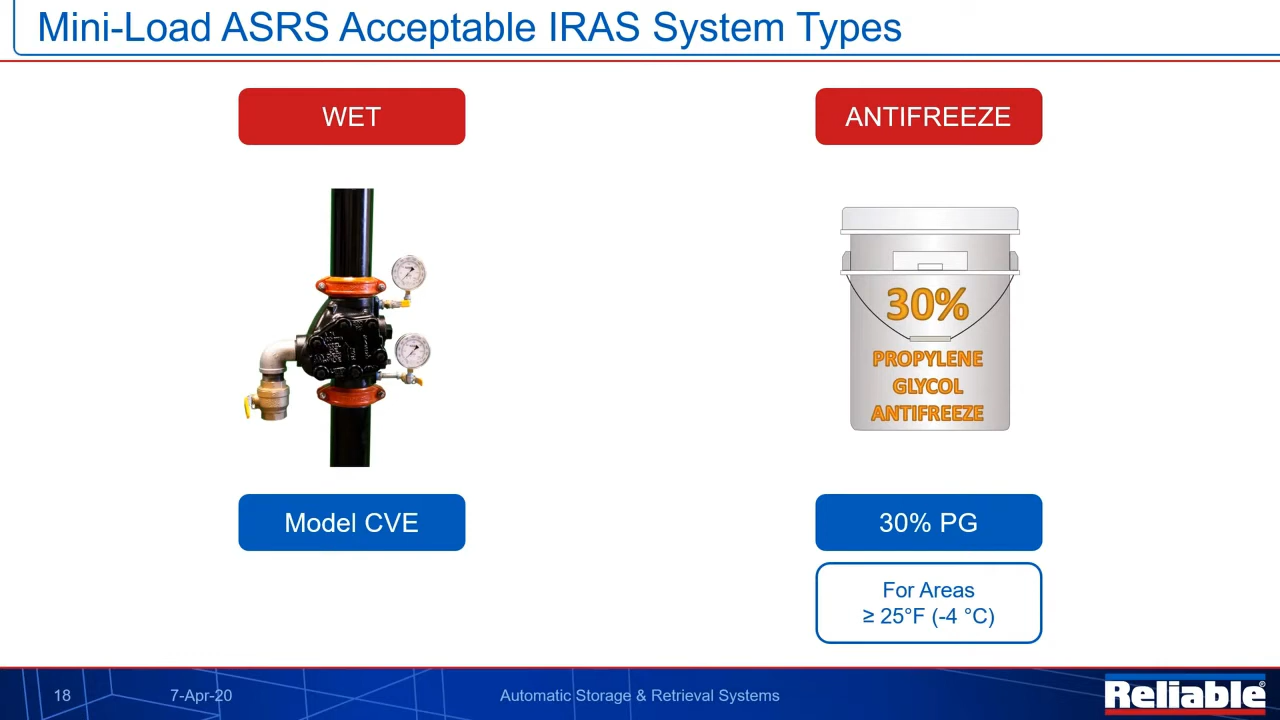 Mini-Load ASRS Acceptable IRAS System Types
WET
ANTIFREEZE
30%
PROPYLENE
GLYCOL
ANTIFREEZE
Model CVE
30% PG
For Areas
≥ 25°F (-4 °C)
18
7-Apr-20
Automatic Storage & Retrieval Systems
Reliable®